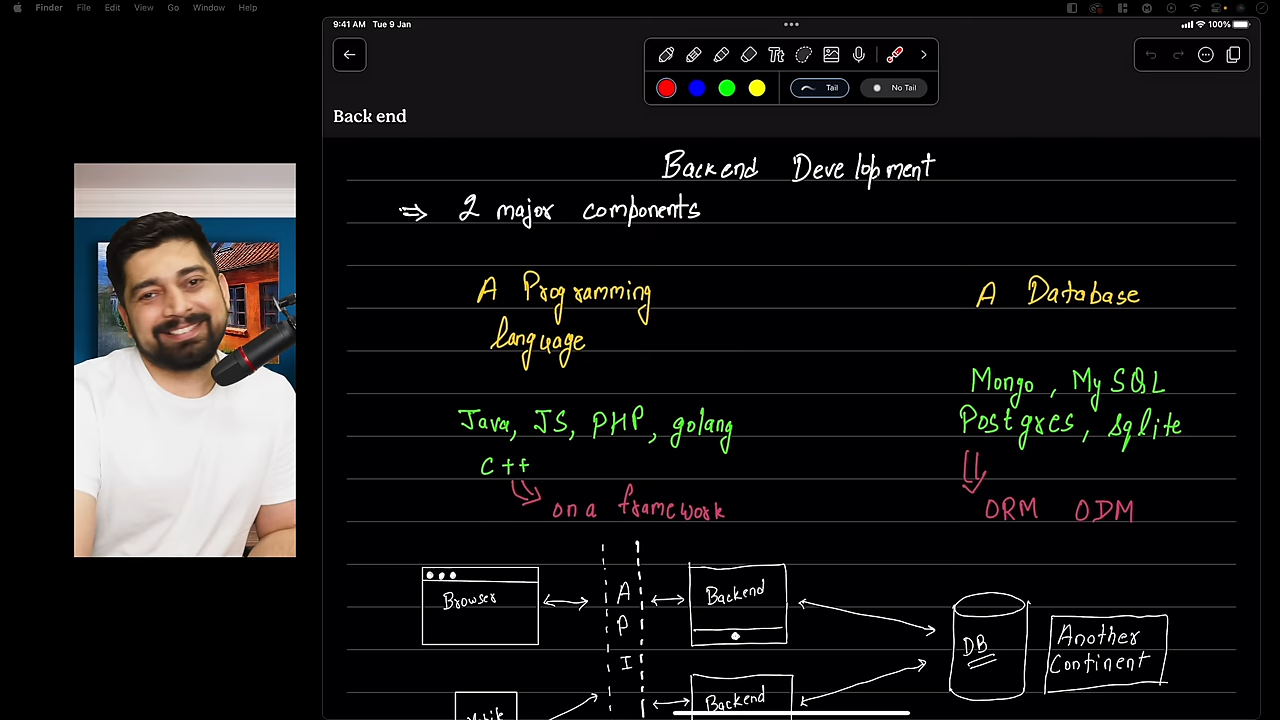 Finder File Edit View Go Window Help
9:41 AM Tue 9 Jan
100%
Tt
Tail
No Tail
Back end
Backend Development
⇒ 2 major components
A Programming
language
A Database
Java, JS, PHP, golang
C++
on a framework
Mongo, MySQL
Postgres, sqlite
ORM ODM
Browser
A
P
I
Backend
DB
Another
Continent
Backend